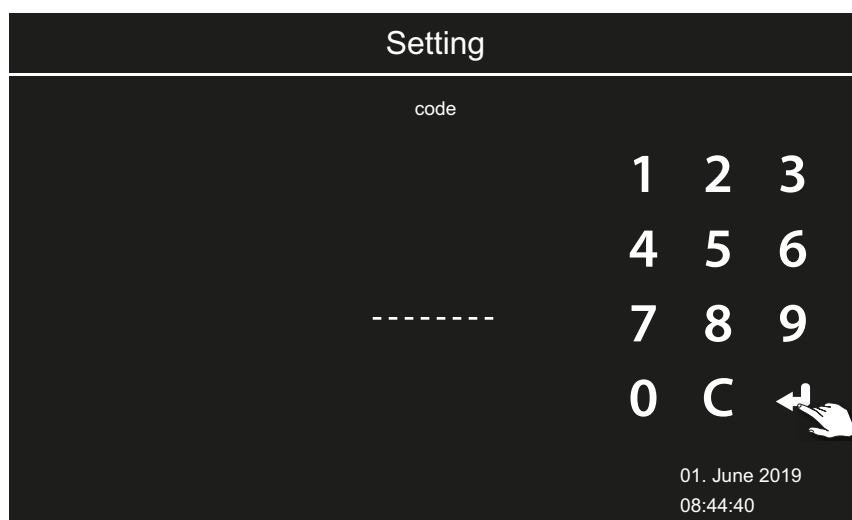 Setting
code
1 2 3
4 5 6
--------
7 8 9
0 C
01. June 2019
08:44:40